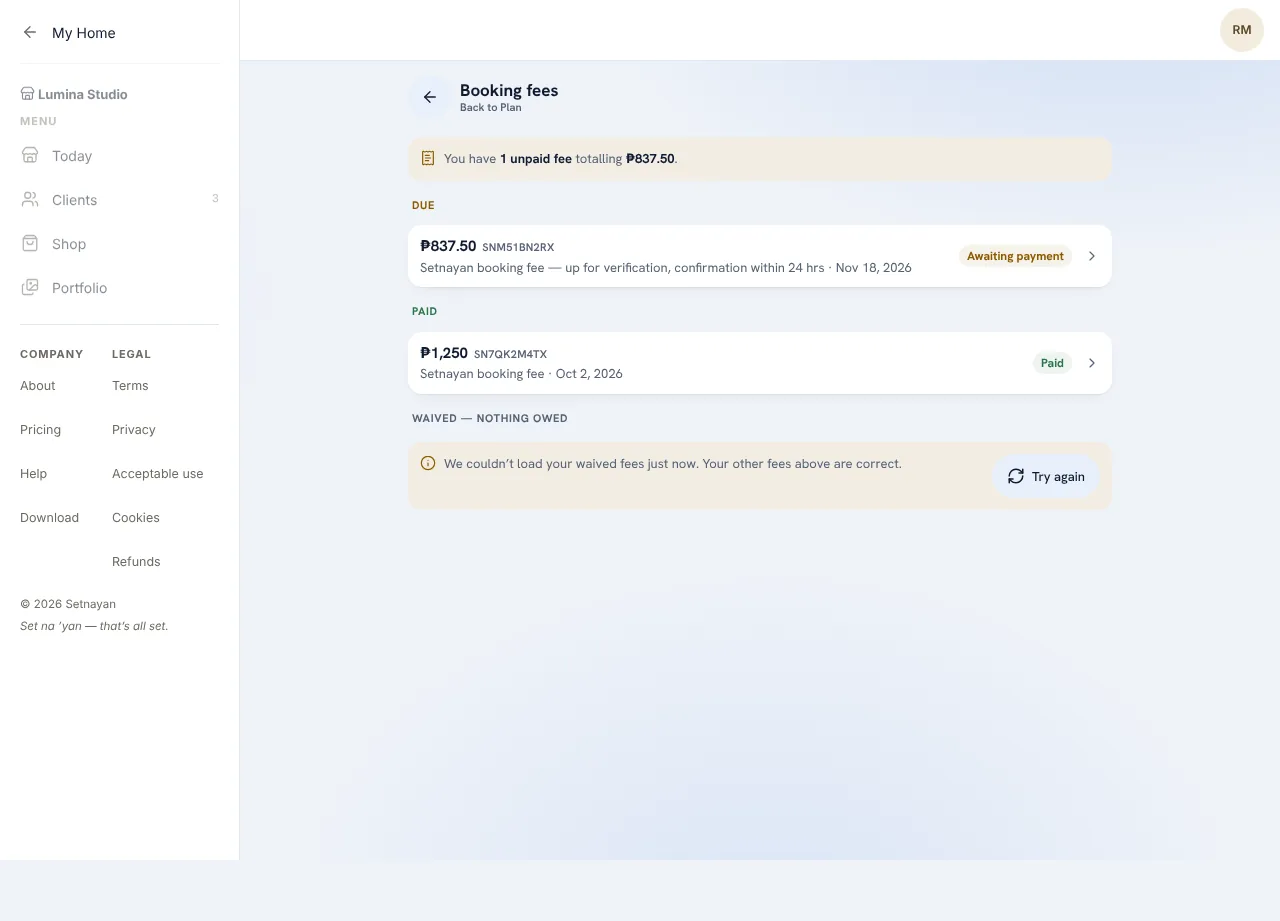 My Home
RM
Lumina Studio
MENU
Today
Clients 3
Shop
Portfolio
COMPANY LEGAL
About Terms
Pricing Privacy
Help Acceptable use
Download Cookies
Refunds
© 2026 Setnayan
Set na ’yan — that’s all set.
Booking fees
Back to Plan
You have 1 unpaid fee totalling ₱837.50.
DUE
₱837.50 SNM51BN2RX
Setnayan booking fee — up for verification, confirmation within 24 hrs · Nov 18, 2026
Awaiting payment
PAID
₱1,250 SN7QK2M4TX
Setnayan booking fee · Oct 2, 2026
Paid
WAIVED — NOTHING OWED
We couldn’t load your waived fees just now. Your other fees above are correct.
Try again